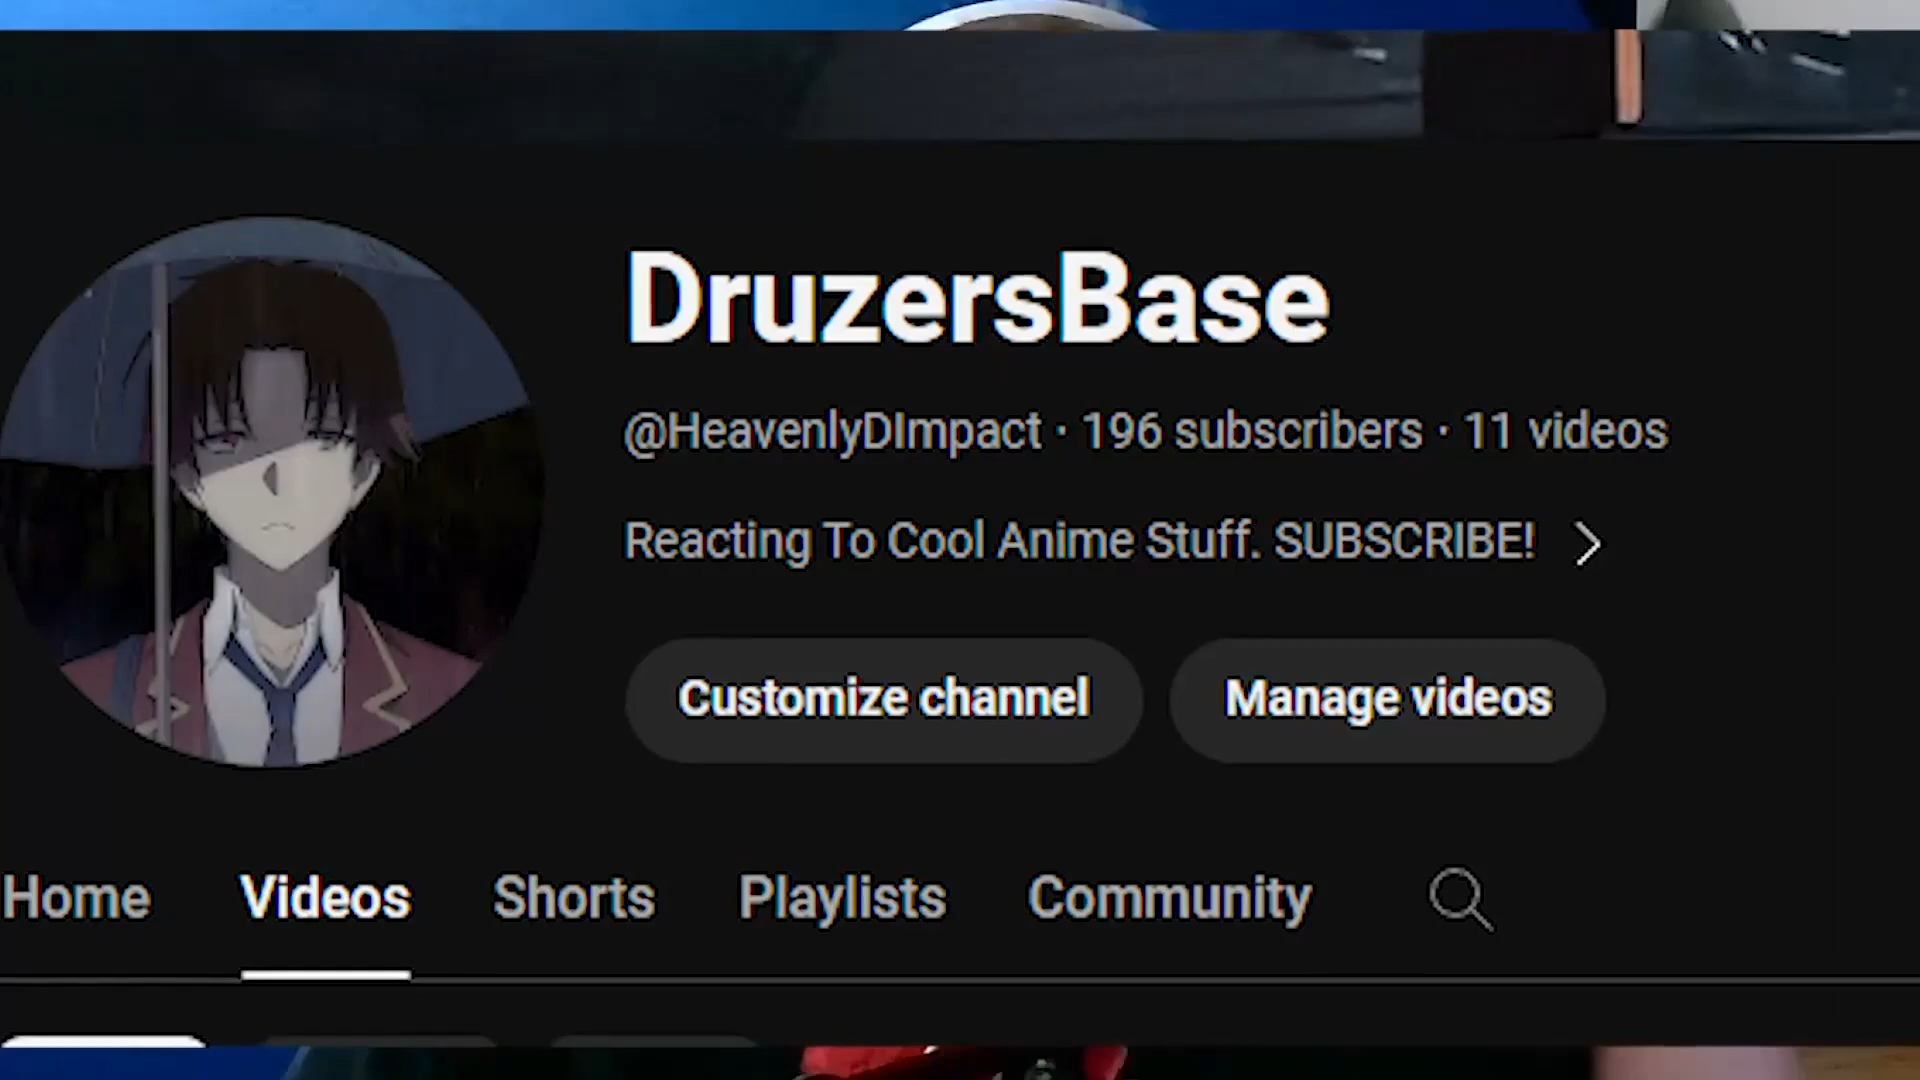 DruzersBase
@HeavenlyDImpact · 196 subscribers · 11 videos
Reacting To Cool Anime Stuff. SUBSCRIBE!
Customize channel Manage videos
Home Videos Shorts Playlists Community